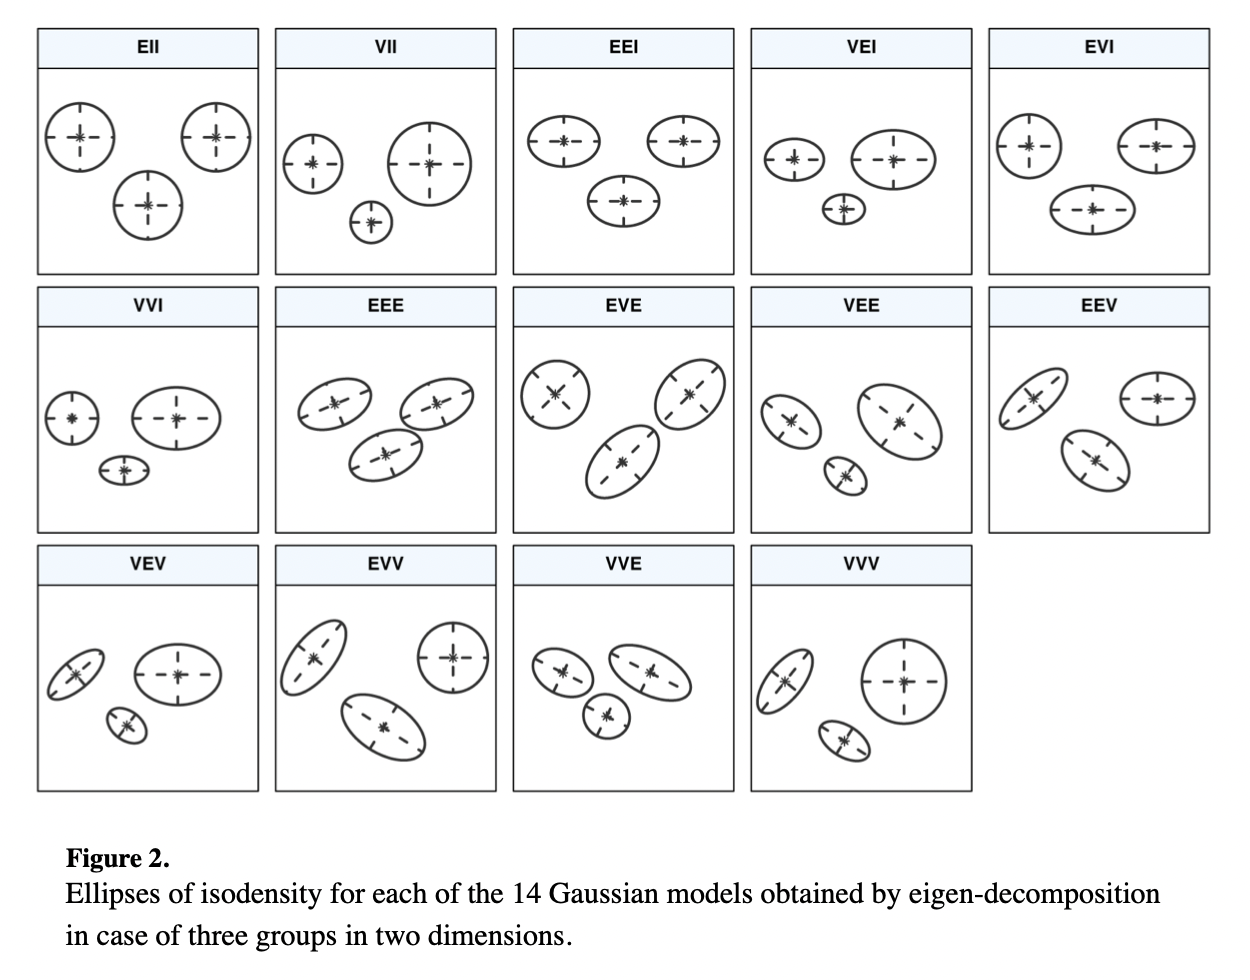 EII
VII
EEI
VEI
EVI
VVI
EEE
EVE
VEE
EEV
VEV
EVV
VVE
VVV
Figure 2.
Ellipses of isodensity for each of the 14 Gaussian models obtained by eigen-decomposition
in case of three groups in two dimensions.